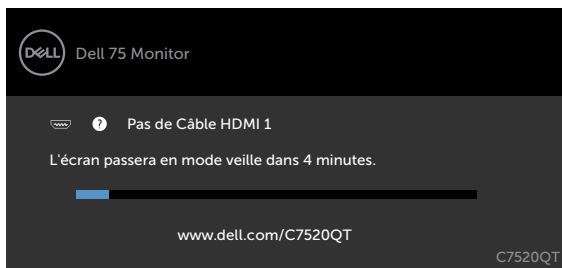 DELL Dell 75 Monitor
? Pas de Câble HDMI 1
L'écran passera en mode veille dans 4 minutes.
www.dell.com/C7520QT
C7520QT